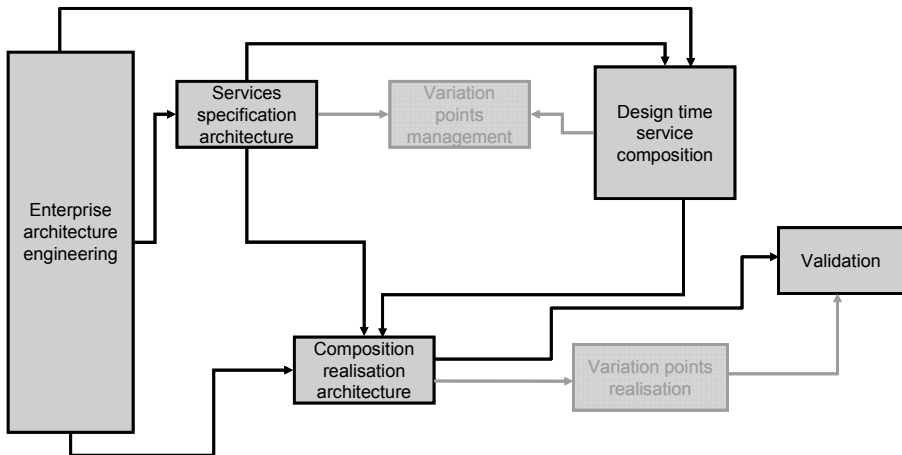 Enterprise
architecture
engineering
Services
specification
architecture
Variation
points
management
Design time
service
composition
Validation
Composition
realisation
architecture
Variation points
realisation